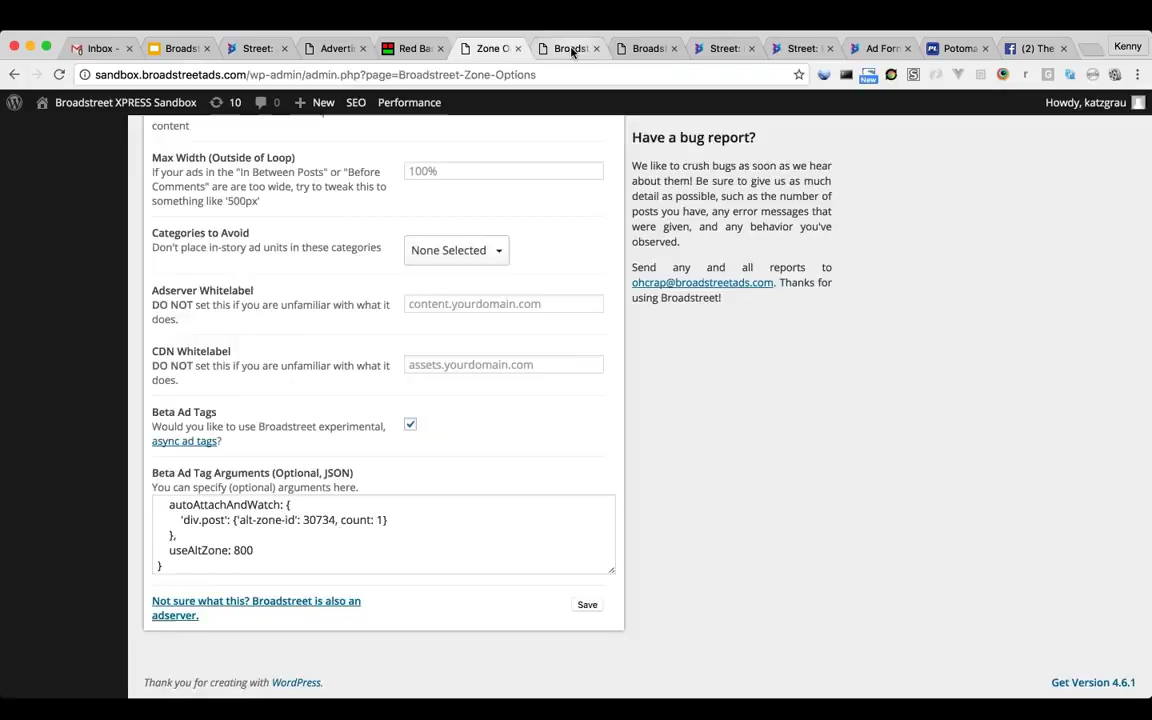 Inbox -
Broadst
Street:
Adverti
Red Ba
Zone O
Broadst
Broadst
Street:
Street:
Ad For
Potoma
(2) The
Kenny
sandbox.broadstreetads.com/wp-admin/admin.php?page=Broadstreet-Zone-Options
New
Broadstreet XPRESS Sandbox
10
0
New
SEO
Performance
Howdy, katzgrau
content
Max Width (Outside of Loop)
If your ads in the "In Between Posts" or "Before
Comments" are are too wide, try to tweak this to
something like '500px'
100%
Categories to Avoid
Don't place in-story ad units in these categories
None Selected
Adserver Whitelabel
DO NOT set this if you are unfamiliar with what it
does.
content.yourdomain.com
CDN Whitelabel
DO NOT set this if you are unfamiliar with what it
does.
assets.yourdomain.com
Beta Ad Tags
Would you like to use Broadstreet experimental,
async ad tags?
Beta Ad Tag Arguments (Optional, JSON)
You can specify (optional) arguments here.
autoAttachAndWatch: {
'div.post': {'alt-zone-id': 30734, count: 1}
},
useAltZone: 800
}
Not sure what this? Broadstreet is also an
adserver.
Save
Have a bug report?
We like to crush bugs as soon as we hear
about them! Be sure to give us as much
detail as possible, such as the number of
posts you have, any error messages that
were given, and any behavior you've
observed.
Send any and all reports to
ohcrap@broadstreetads.com. Thanks for
using Broadstreet!
Thank you for creating with WordPress.
Get Version 4.6.1